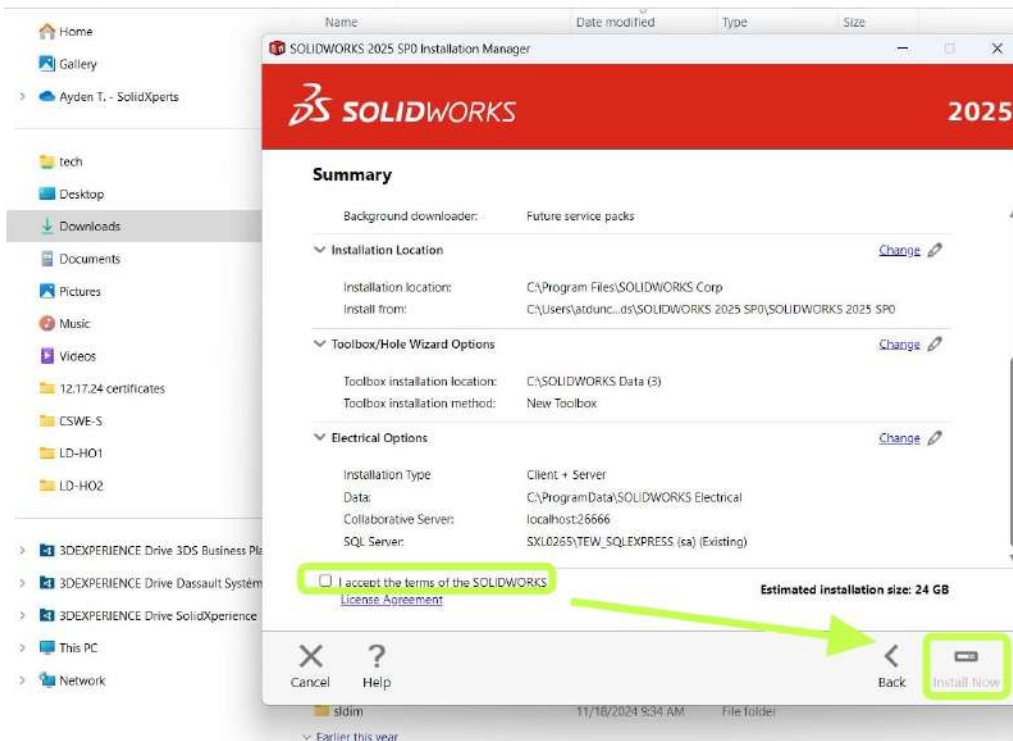 Name Date modified Type Size
Home
Gallery
Ayden T. - SolidXperts
tech
Desktop
Downloads
Documents
Pictures
Music
Videos
12.17.24 certificates
CSWE-S
LD-HO1
LD-HO2
3DEXPERIENCE Drive 3DS Business Pla
3DEXPERIENCE Drive Dassault Systèm
3DEXPERIENCE Drive SolidXperience
This PC
Network
SOLIDWORKS 2025 SP0 Installation Manager
SOLIDWORKS 2025
Summary
Background downloader: Future service packs
Installation Location Change
Installation location: C:\Program Files\SOLIDWORKS Corp
Install from: C:\Users\atdunc...ds\SOLIDWORKS 2025 SP0\SOLIDWORKS 2025 SP0
Toolbox/Hole Wizard Options Change
Toolbox installation location: C:\SOLIDWORKS Data (3)
Toolbox installation method: New Toolbox
Electrical Options Change
Installation Type Client + Server
Data: C:\ProgramData\SOLIDWORKS Electrical
Collaborative Server: localhost:26666
SQL Server: SXL0265\TEW_SQLEXPRESS (sa) (Existing)
I accept the terms of the SOLIDWORKS
License Agreement
Estimated installation size: 24 GB
Cancel Help Back Install Now
sldim 11/18/2024 9:34 AM File folder
Earlier this year